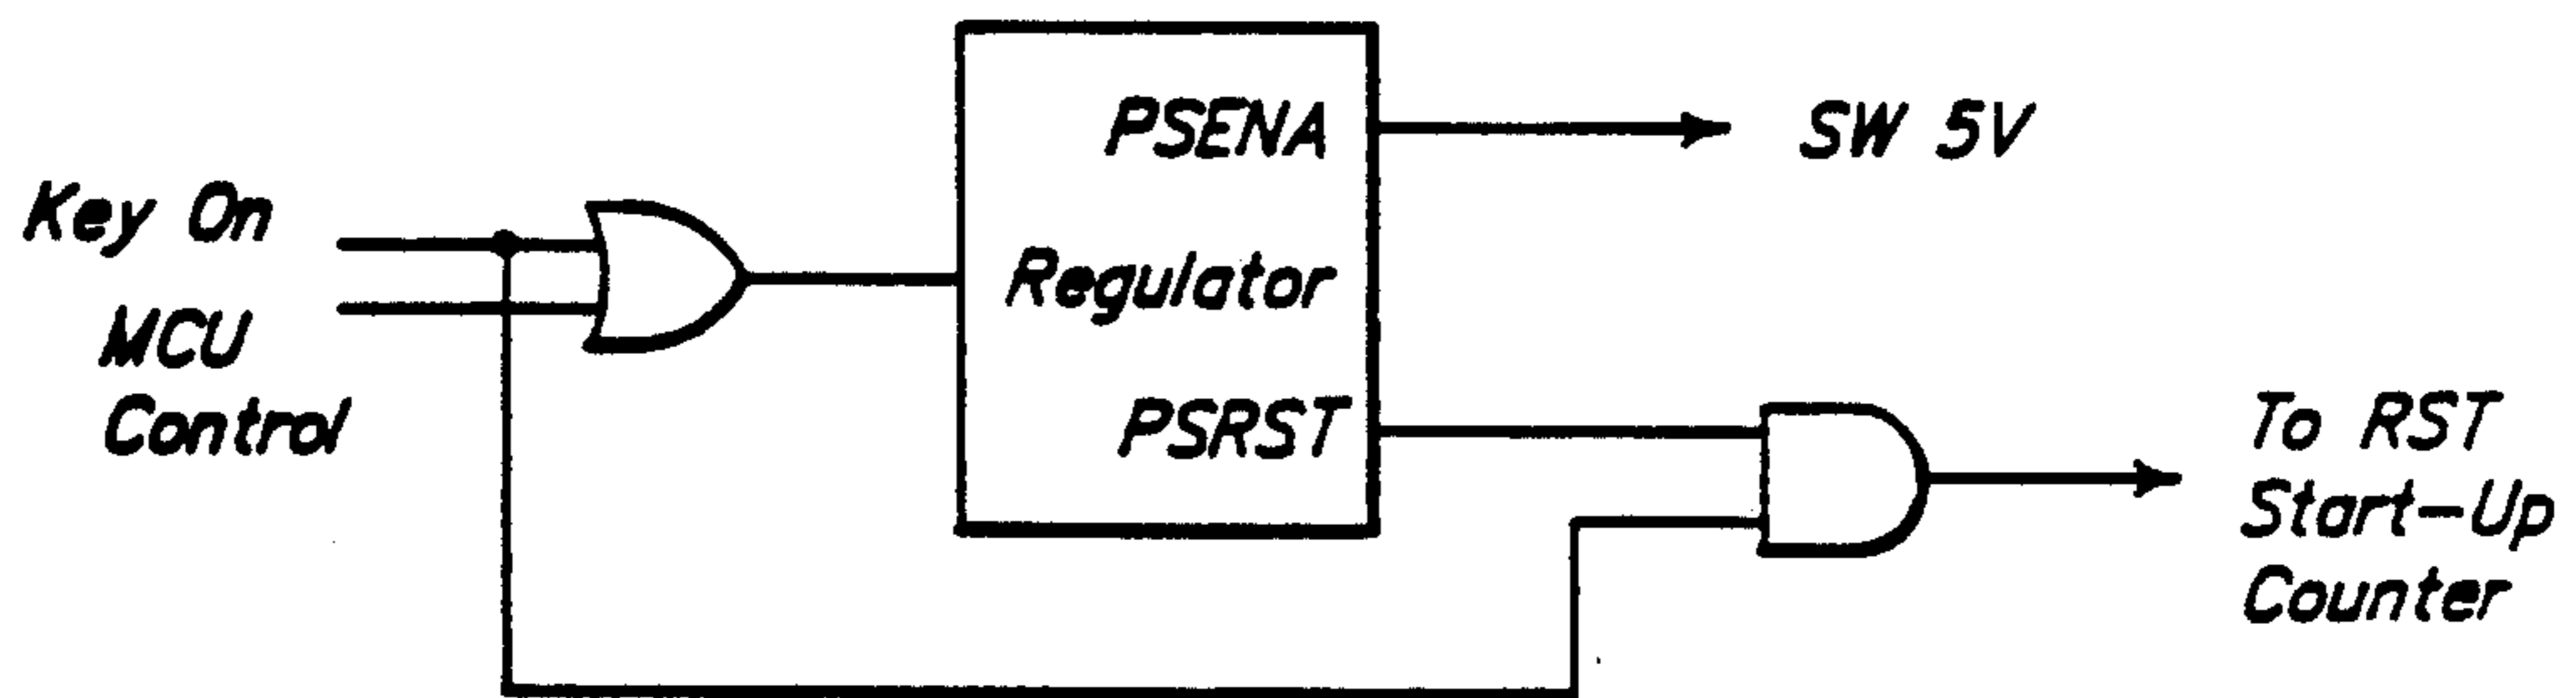 Key On
MCU
Control
PSENA
Regulator
PSRST
SW 5V
To RST
Start-Up
Counter